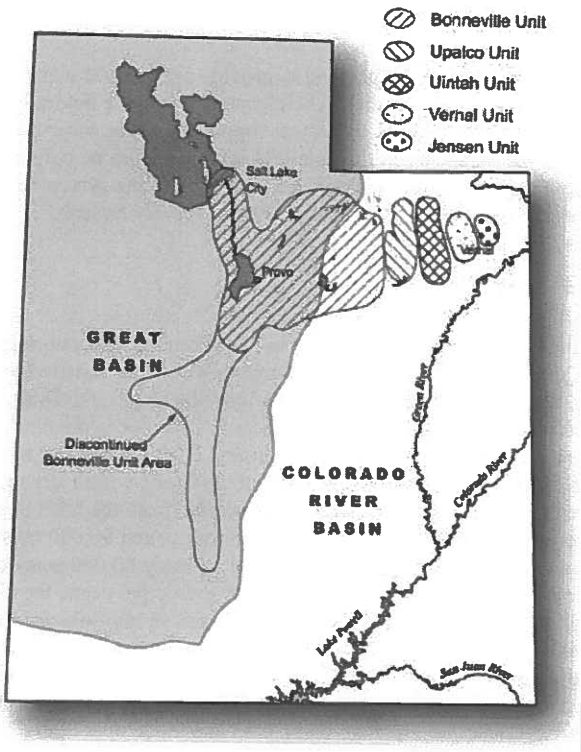 Bonneville Unit
Upalco Unit
Uintah Unit
Vernal Unit
Jensen Unit
Salt Lake
City
Vernal
Provo
GREAT
BASIN
Green River
Discontinued
Bonneville Unit Area
COLORADO
RIVER
BASIN
Colorado River
Lake Powell
San Juan River